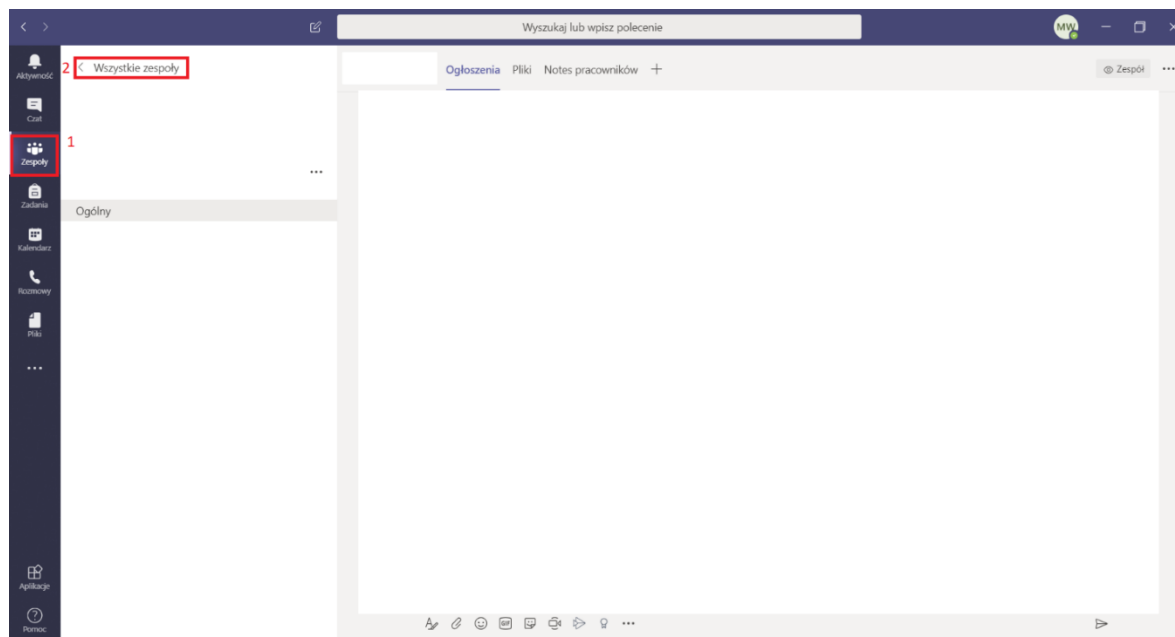 Wyszukaj lub wpisz polecenie
MW
Aktywność
Czat
Zespoły
Zadania
Kalendarz
Rozmowy
Pliki
Aplikacje
Pomoc
2
Wszystkie zespoły
1
Ogólny
Ogłoszenia Pliki Notes pracowników
Zespół
GIF